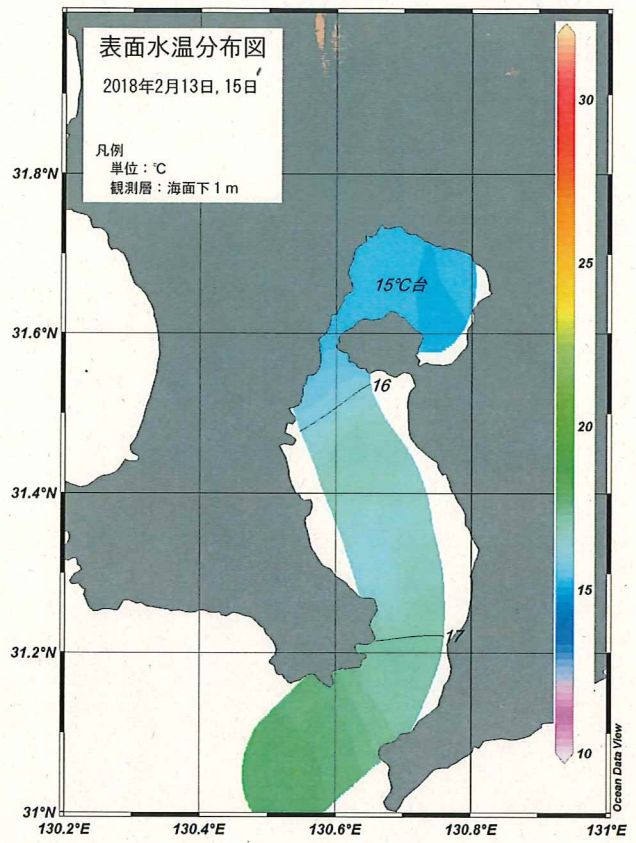 表面水温分布図
2018年2月13日, 15日
凡例
単位：℃
観測層：海面下１ｍ
30
31.8°N
25
15℃台
31.6°N
16
20
31.4°N
15
17
31.2°N
10
Ocean Data View
31°N
130.2°E
130.4°E
130.6°E
130.8°E
131°E